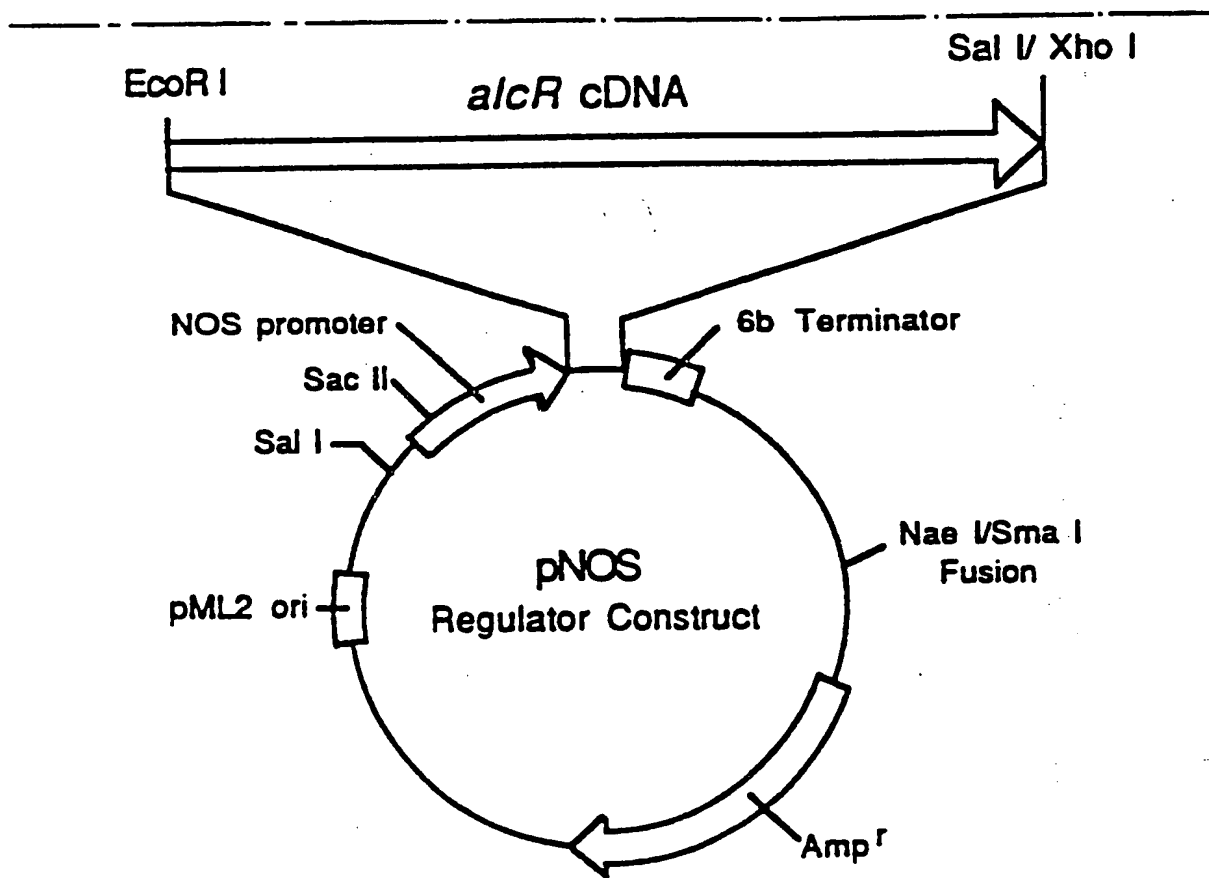 Sal I/ Xho I
EcoR I
alcR cDNA
NOS promoter
6b Terminator
Sac II
Sal I
Nae I/Sma I
Fusion
pNOS
Regulator Construct
pML2 ori
Amp r